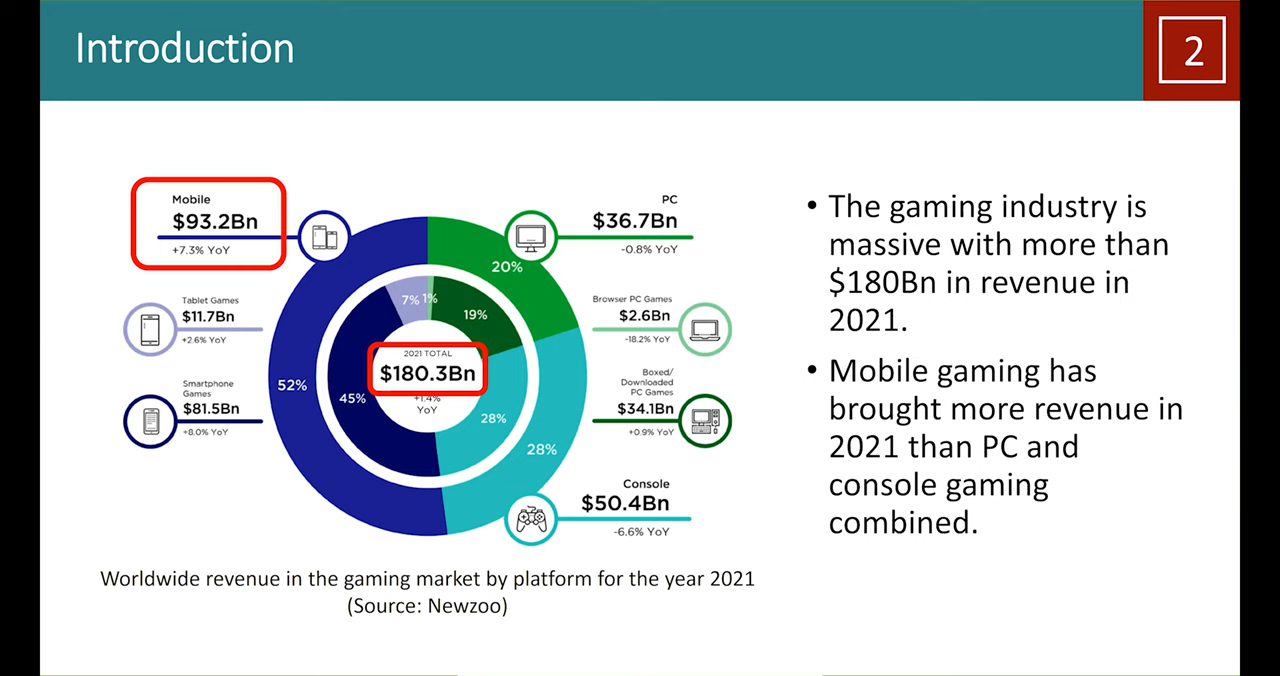 Introduction
2
Mobile
$93.2Bn
+7.3% YoY
PC
$36.7Bn
-0.8% YoY
20%
Tablet Games
$11.7Bn
+2.6% YoY
7%
1%
19%
Browser PC Games
$2.6Bn
-18.2% YoY
2021 TOTAL
$180.3Bn
+1.4%
YoY
52%
45%
28%
28%
Smartphone
Games
$81.5Bn
+8.0% YoY
Boxed/
Downloaded
PC Games
$34.1Bn
+0.9% YoY
Console
$50.4Bn
-6.6% YoY
Worldwide revenue in the gaming market by platform for the year 2021
(Source: Newzoo)
• The gaming industry is
massive with more than
$180Bn in revenue in
2021.
• Mobile gaming has
brought more revenue in
2021 than PC and
console gaming
combined.